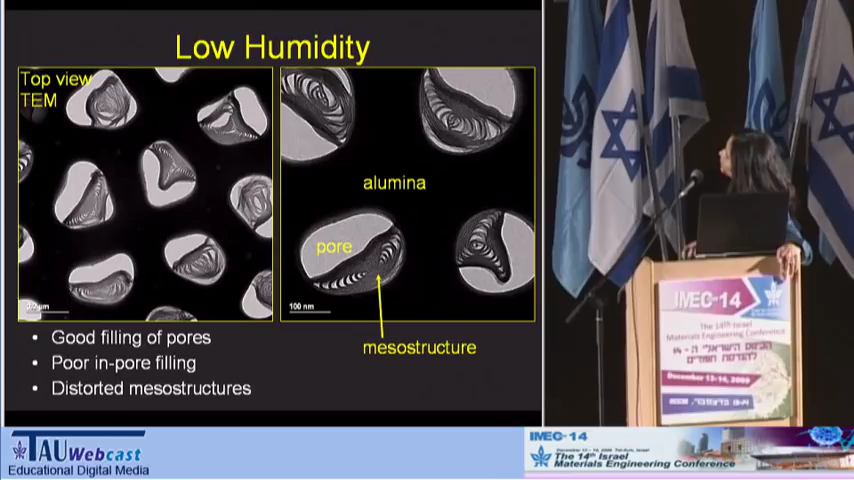 Low Humidity
Top view
TEM
alumina
pore
100 nm
mesostructure
• Good filling of pores
• Poor in-pore filling
• Distorted mesostructures
IMEC-14
The 14th Israel
Materials Engineering Conference
December 13-14, 2009
TAU Webcast
Educational Digital Media
IMEC-14
The 14th Israel
Materials Engineering Conference